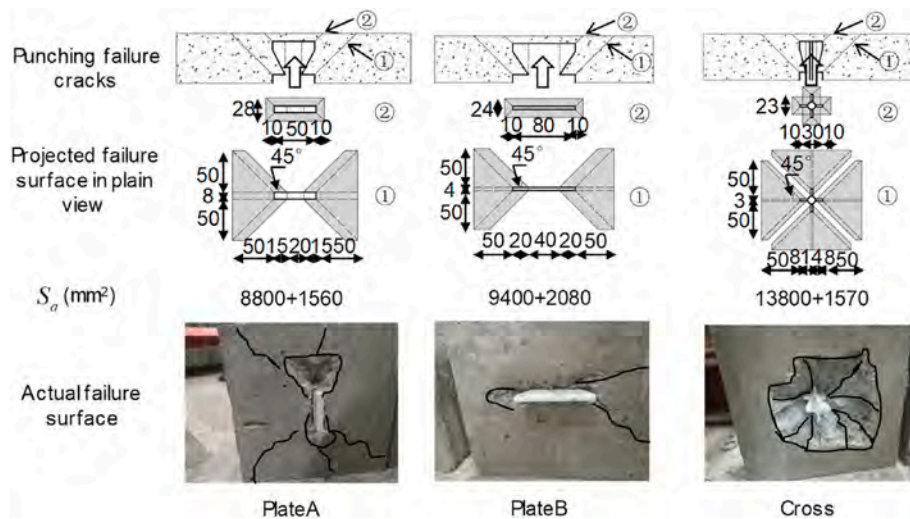 Punching failure
cracks
②
①
②
①
②
①
28
10 50 10
②
24
10 80 10
②
23
10 30 10
②
Projected failure
surface in plain
view
45°
50
8
50
50 15 20 15 50
①
45°
50
4
50
50 20 40 20 50
①
45°
50
3
50
50 8 14 8 50
①
Sₐ (mm²)
8800+1560
9400+2080
13800+1570
Actual failure
surface
PlateA
PlateB
Cross